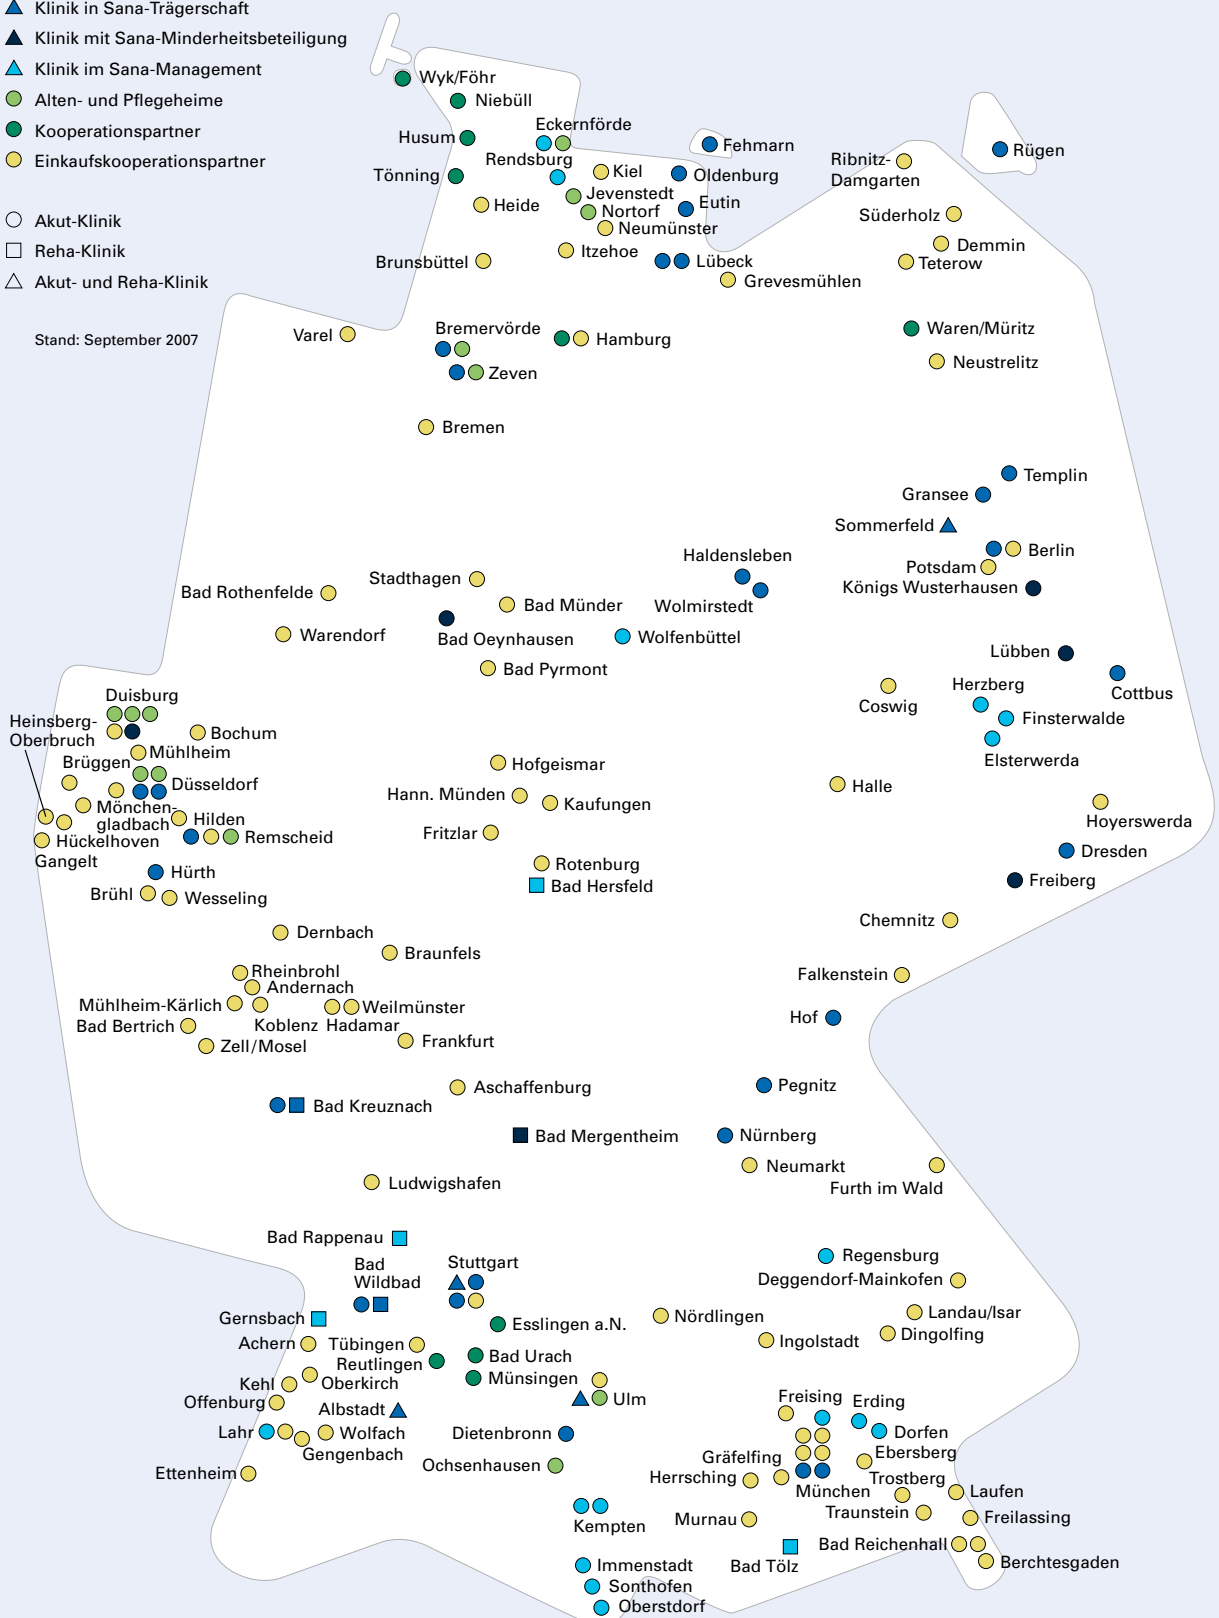 Klinik in Sana-Trägerschaft
Klinik mit Sana-Minderheitsbeteiligung
Klinik im Sana-Management
Alten- und Pflegeheime
Kooperationspartner
Einkaufskooperationspartner
Akut-Klinik
Reha-Klinik
Akut- und Reha-Klinik
Stand: September 2007
Wyk/Föhr
Niebüll
Eckernförde
Husum
Fehmarn
Rügen
Rendsburg
Ribnitz-
Damgarten
Tönning
Kiel
Oldenburg
Jevenstedt
Heide
Nortorf
Eutin
Süderholz
Neumünster
Demmin
Itzehoe
Brunsbüttel
Lübeck
Teterow
Grevesmühlen
Bremervörde
Waren/Müritz
Varel
Hamburg
Neustrelitz
Zeven
Bremen
Templin
Gransee
Sommerfeld
Haldensleben
Berlin
Potsdam
Stadthagen
Königs Wusterhausen
Bad Rothenfelde
Bad Münder
Wolmirstedt
Warendorf
Bad Oeynhausen
Wolfenbüttel
Lübben
Bad Pyrmont
Herzberg
Cottbus
Duisburg
Coswig
Heinsberg-
Oberbruch
Finsterwalde
Bochum
Mühlheim
Elsterwerda
Brüggen
Hofgeismar
Düsseldorf
Halle
Hann. Münden
Kaufungen
Mönchen-
gladbach
Hilden
Hoyerswerda
Fritzlar
Remscheid
Hückelhoven
Dresden
Gangelt
Rotenburg
Hürth
Bad Hersfeld
Freiberg
Brühl
Wesseling
Chemnitz
Dernbach
Braunfels
Rheinbrohl
Falkenstein
Andernach
Mühlheim-Kärlich
Weilmünster
Hof
Bad Bertrich
Koblenz
Hadamar
Zell/Mosel
Frankfurt
Aschaffenburg
Pegnitz
Bad Kreuznach
Bad Mergentheim
Nürnberg
Neumarkt
Ludwigshafen
Furth im Wald
Bad Rappenau
Regensburg
Bad
Wildbad
Stuttgart
Deggendorf-Mainkofen
Gernsbach
Nördlingen
Landau/Isar
Esslingen a.N.
Dingolfing
Achern
Tübingen
Ingolstadt
Reutlingen
Bad Urach
Münsingen
Kehl
Oberkirch
Ulm
Freising
Offenburg
Erding
Albstadt
Lahr
Wolfach
Dietenbronn
Dorfen
Gengenbach
Ebersberg
Gräfelfing
Ettenheim
Ochsenhausen
Herrsching
Trostberg
München
Laufen
Traunstein
Kempten
Murnau
Freilassing
Bad Reichenhall
Immenstadt
Bad Tölz
Berchtesgaden
Sonthofen
Oberstdorf